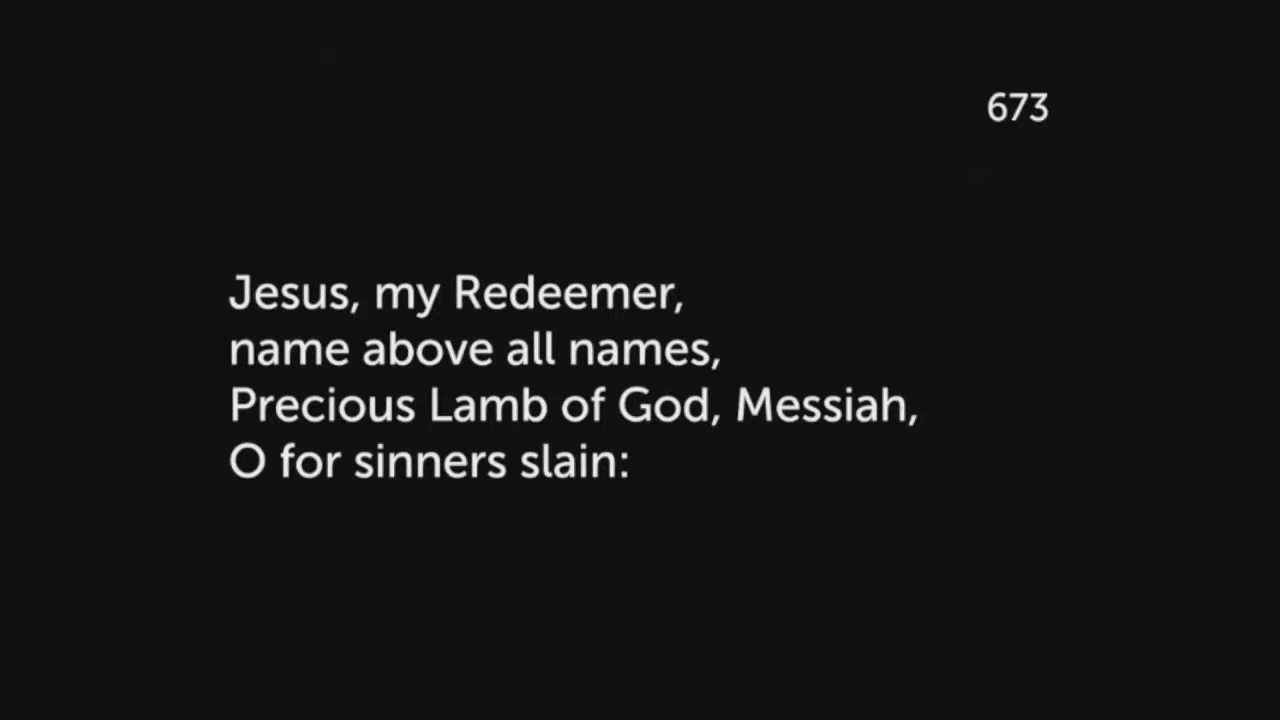 673
Jesus, my Redeemer,
name above all names,
Precious Lamb of God, Messiah,
O for sinners slain: